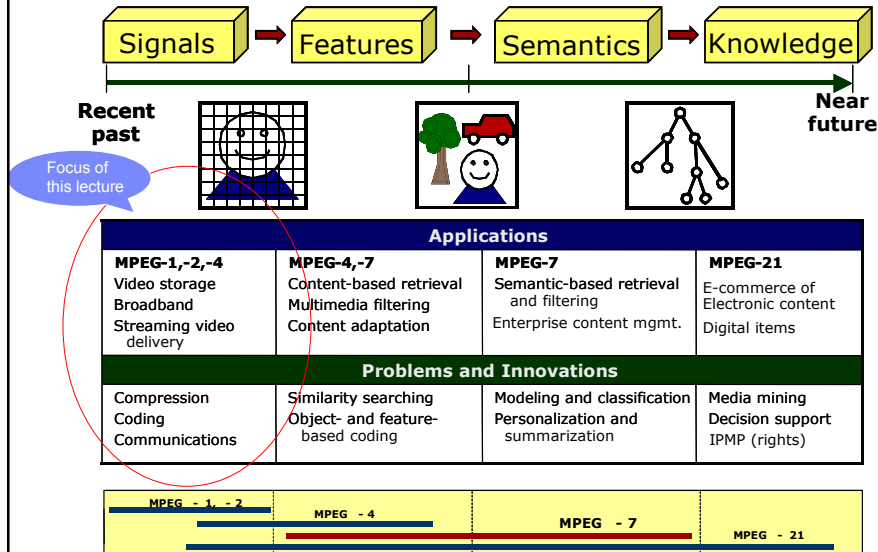 Signals Features Semantics Knowledge
Recent
past
Near
future
Focus of
this lecture
Applications
MPEG-1,-2,-4
Video storage
Broadband
Streaming video
delivery
MPEG-4,-7
Content-based retrieval
Multimedia filtering
Content adaptation
MPEG-7
Semantic-based retrieval
and filtering
Enterprise content mgmt.
MPEG-21
E-commerce of
Electronic content
Digital items
Problems and Innovations
Compression
Coding
Communications
Similarity searching
Object- and feature-
based coding
Modeling and classification
Personalization and
summarization
Media mining
Decision support
IPMP (rights)
MPEG - 1, - 2
MPEG - 4
MPEG - 7
MPEG - 21